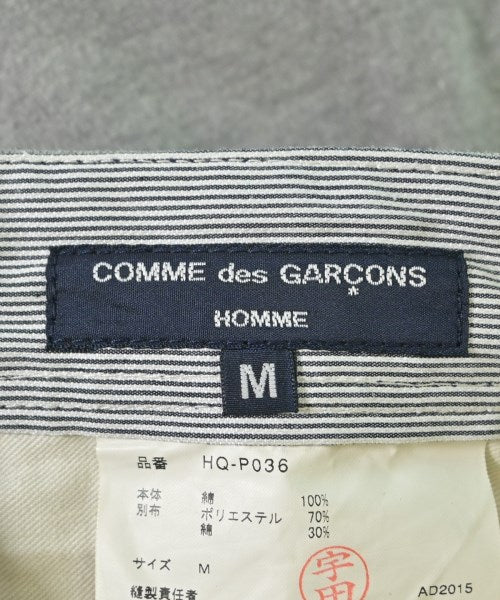 COMME des GARÇONS
HOMME
M
品番 HQ-P036
本体 綿 100%
別布 ポリエステル 70%
綿 30%
サイズ M
縫製責任者 宇田 AD2015